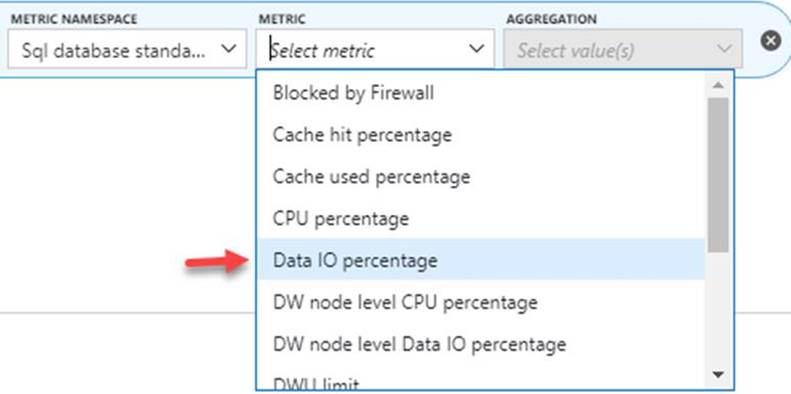 METRIC NAMESPACE METRIC AGGREGATION
Sql database standa... Select metric Select value(s)
Blocked by Firewall
Cache hit percentage
Cache used percentage
CPU percentage
Data IO percentage
DW node level CPU percentage
DW node level Data IO percentage
DWU limit